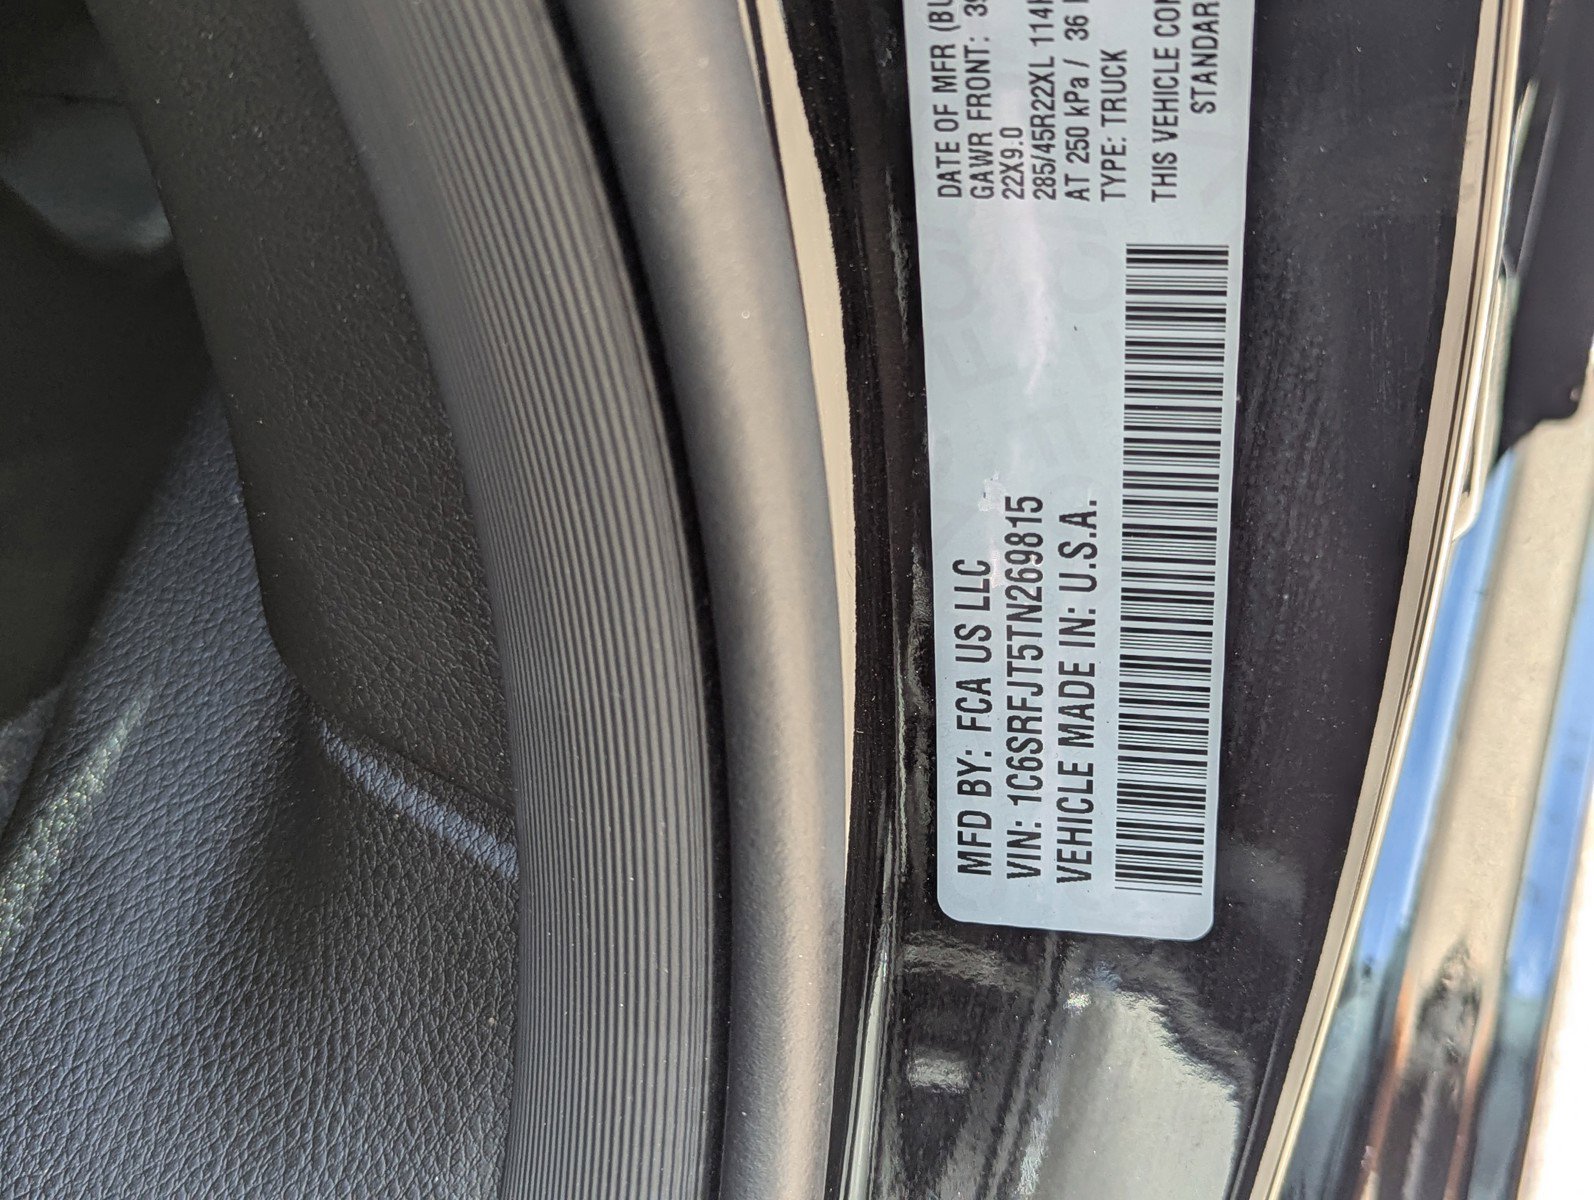 MFD BY: FCA US LLC
VIN: 1C6SRFJT5TN269815
VEHICLE MADE IN: U.S.A.
DATE OF MFR
GAWR FRONT:
22X9.0
285/45R22XL
AT 250 kPa / 36
TYPE: TRUCK
THIS VEHICLE